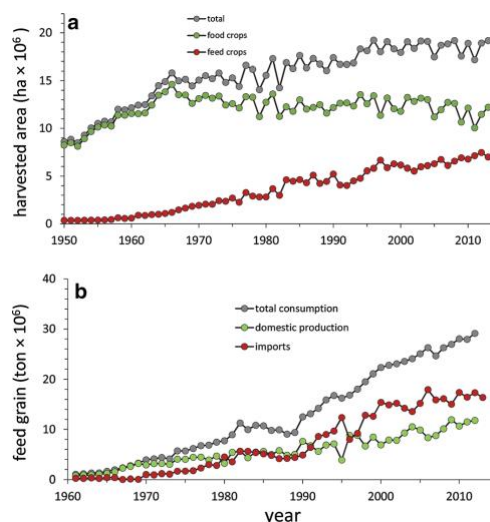 a
total
food crops
feed crops
harvested area (ha × 10⁶)
20
15
10
5
0
1950 1960 1970 1980 1990 2000 2010
b
total consumption
domestic production
imports
feed grain (ton × 10⁶)
40
30
20
10
0
1960 1970 1980 1990 2000 2010
year